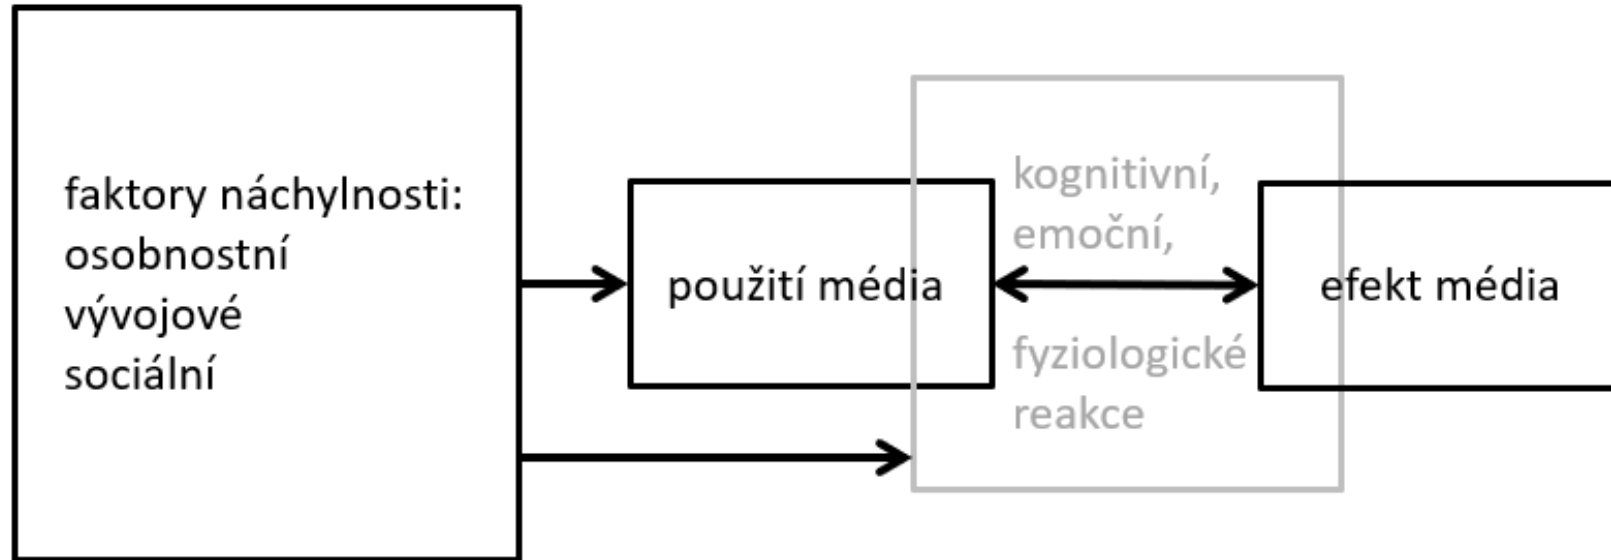 faktory náchylnosti:
osobnostní
vývojové
sociální
použití média
kognitivní,
emoční,
fyziologické
reakce
efekt média